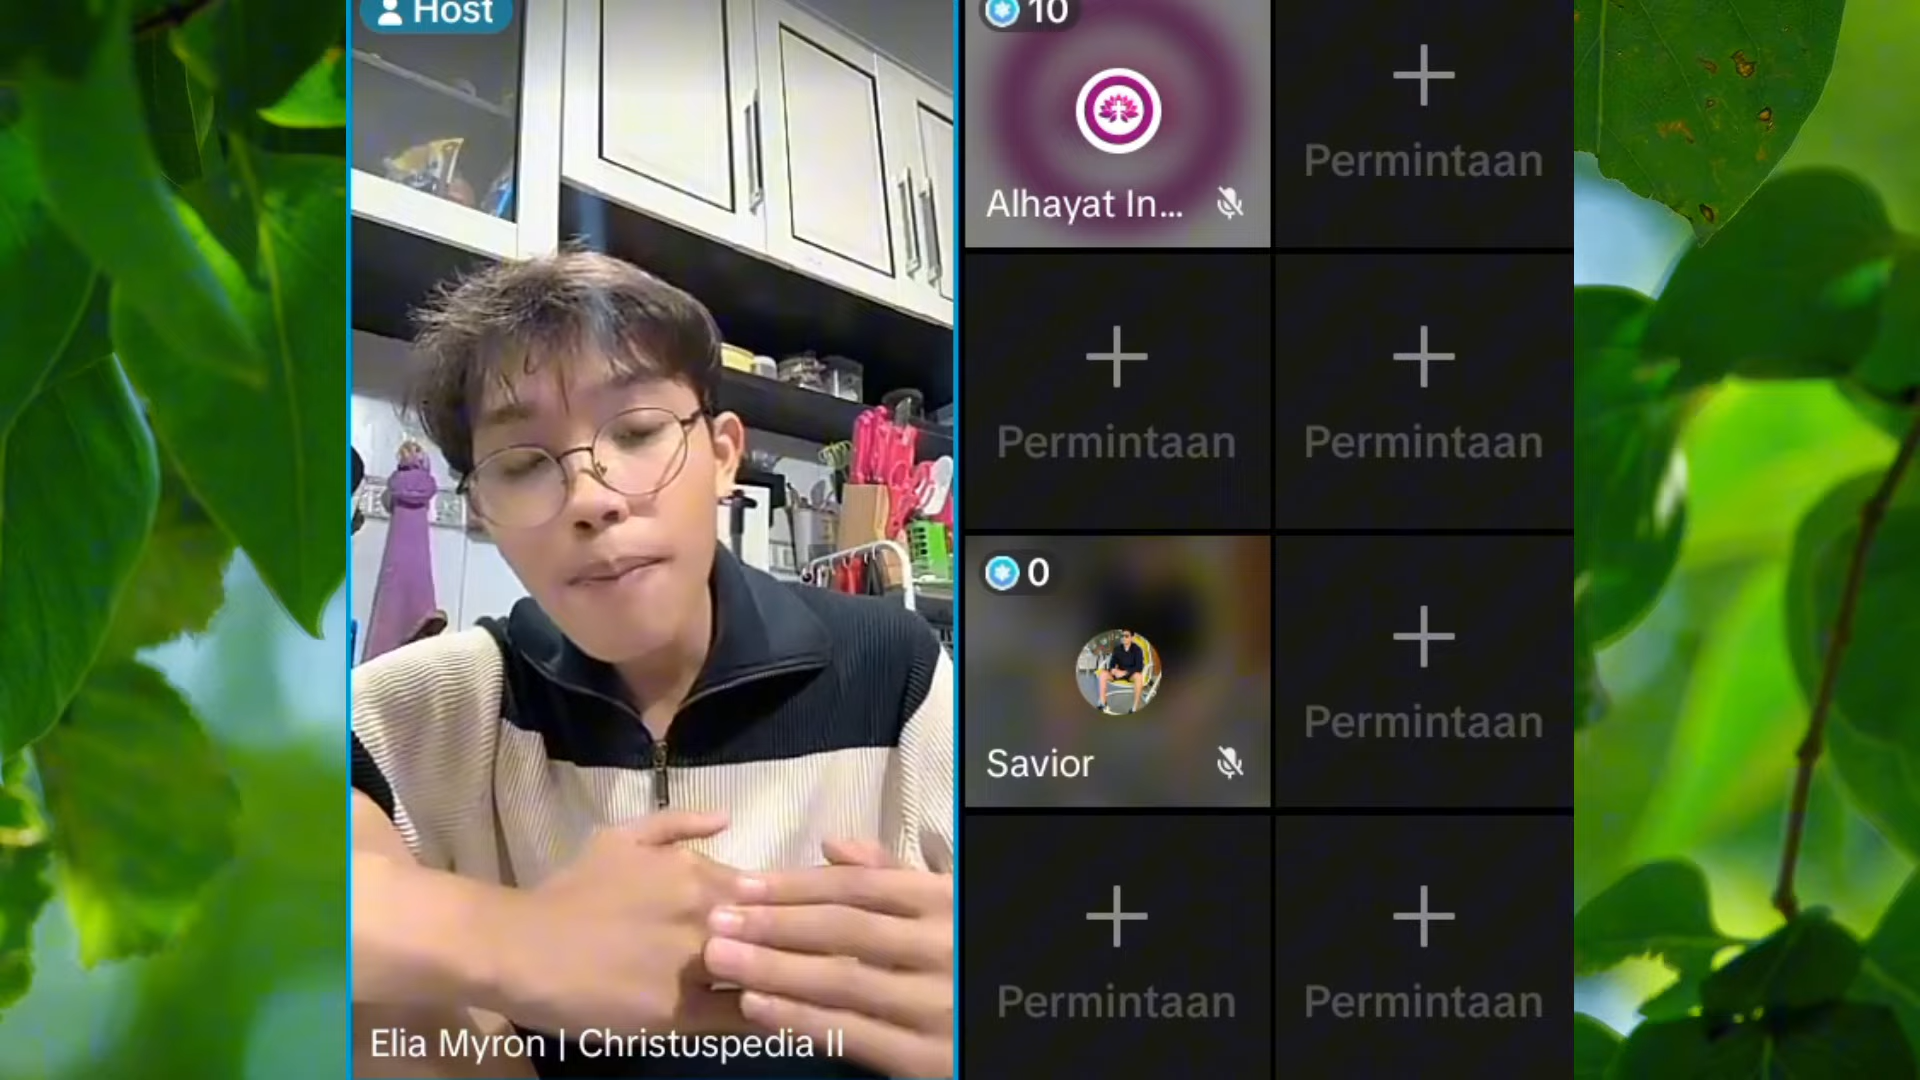 Host
10
Alhayat In...
Permintaan
Permintaan
Permintaan
0
Savior
Permintaan
Permintaan
Permintaan
Elia Myron | Christuspedia II